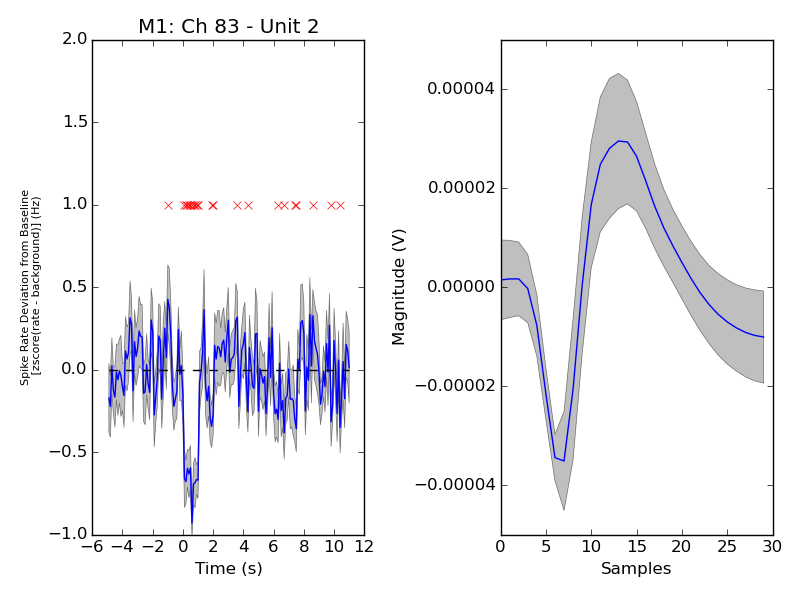 M1: Ch 83 - Unit 2
Spike Rate Deviation from Baseline
[zscore(rate - background)] (Hz)
2.0
1.5
1.0
0.5
0.0
−0.5
−1.0
−6 −4 −2 0 2 4 6 8 10 12
Time (s)
Magnitude (V)
0.00004
0.00002
0.00000
−0.00002
−0.00004
0 5 10 15 20 25 30
Samples